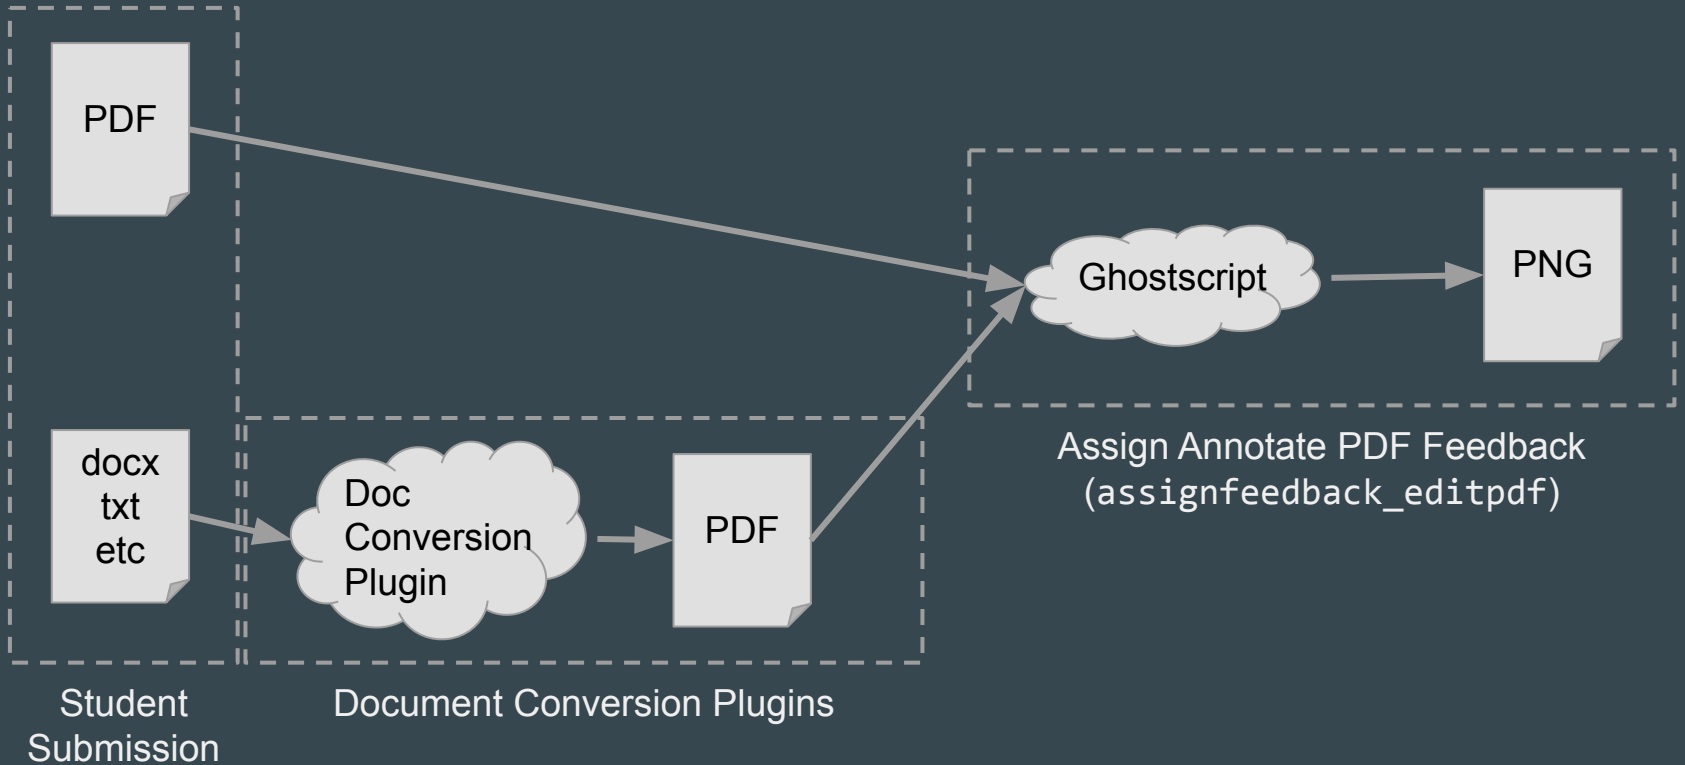 PDF
docx
txt
etc
Student
Submission
Doc
Conversion
Plugin
PDF
Document Conversion Plugins
Ghostscript
PNG
Assign Annotate PDF Feedback
(assignfeedback_editpdf)